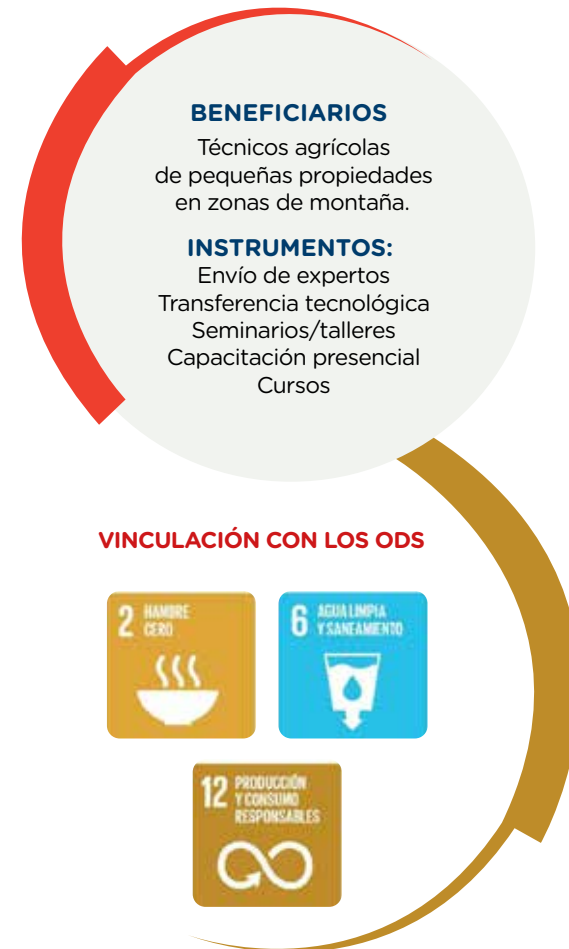 BENEFICIARIOS
Técnicos agrícolas
de pequeñas propiedades
en zonas de montaña.
INSTRUMENTOS:
Envío de expertos
Transferencia tecnológica
Seminarios/talleres
Capacitación presencial
Cursos
VINCULACIÓN CON LOS ODS
2 HAMBRE
CERO
6 AGUA LIMPIA
Y SANEAMIENTO
12 PRODUCCIÓN
Y CONSUMO
RESPONSABLES